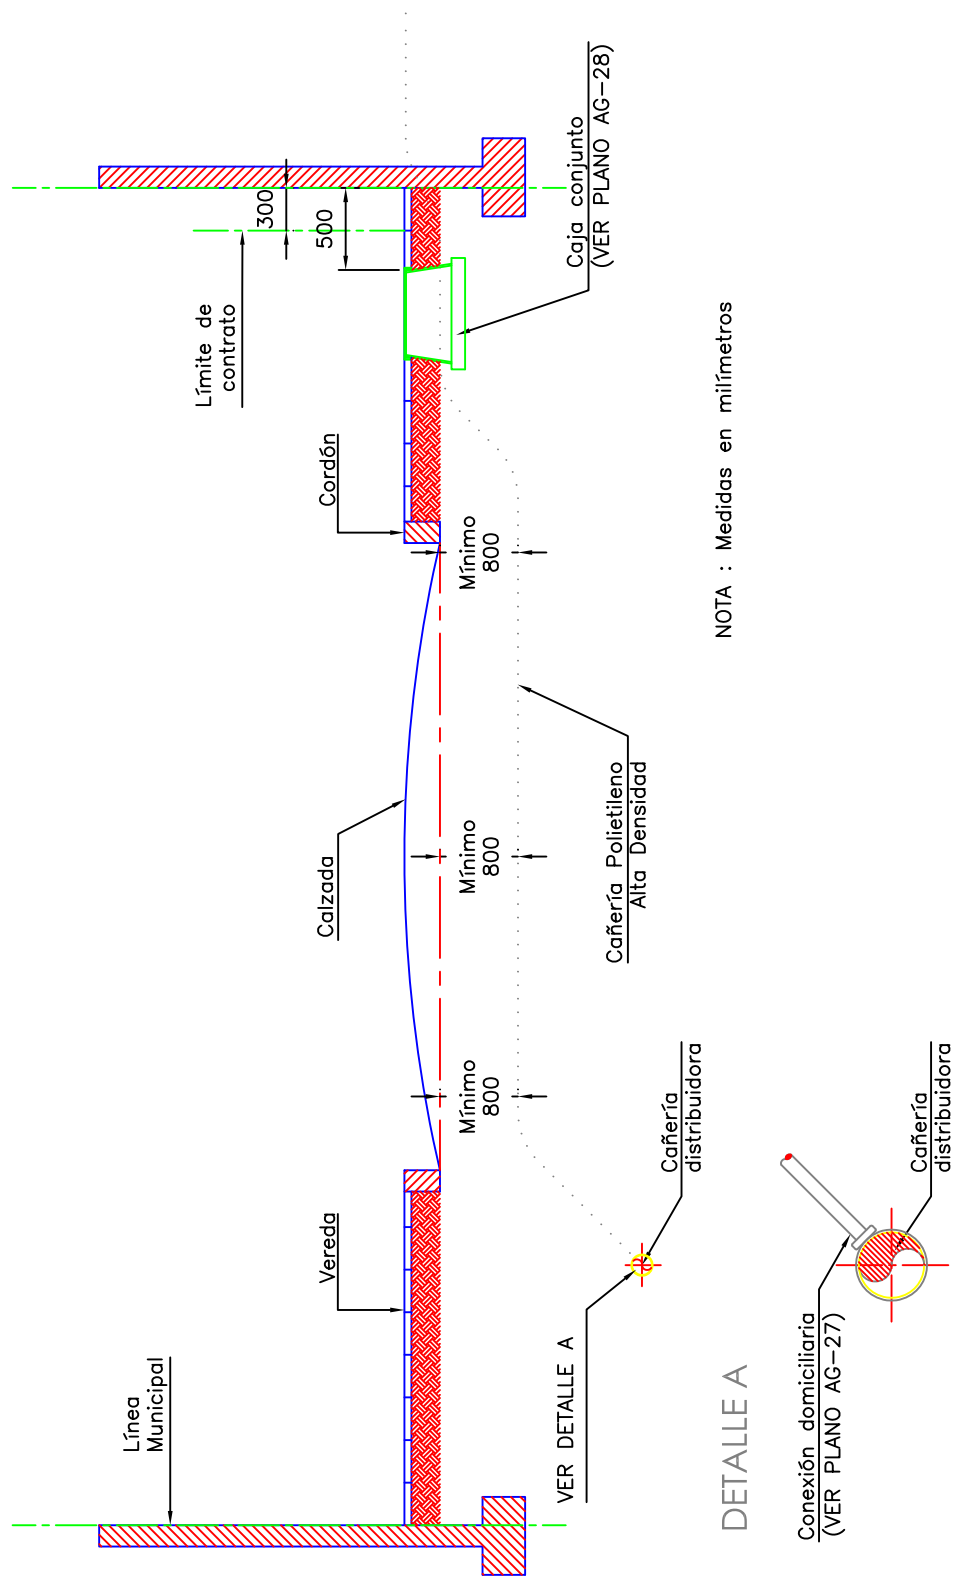 Línea
Municipal
Vereda
Calzada
Cordón
Límite de
contrato
300
500
Caja conjunto
(VER PLANO AG-28)
Mínimo
800
Mínimo
800
Mínimo
800
Cañería Polietileno
Alta Densidad
VER DETALLE A
Cañería
distribuidora
NOTA : Medidas en milímetros
DETALLE A
Conexión domiciliaria
(VER PLANO AG-27)
Cañería
distribuidora